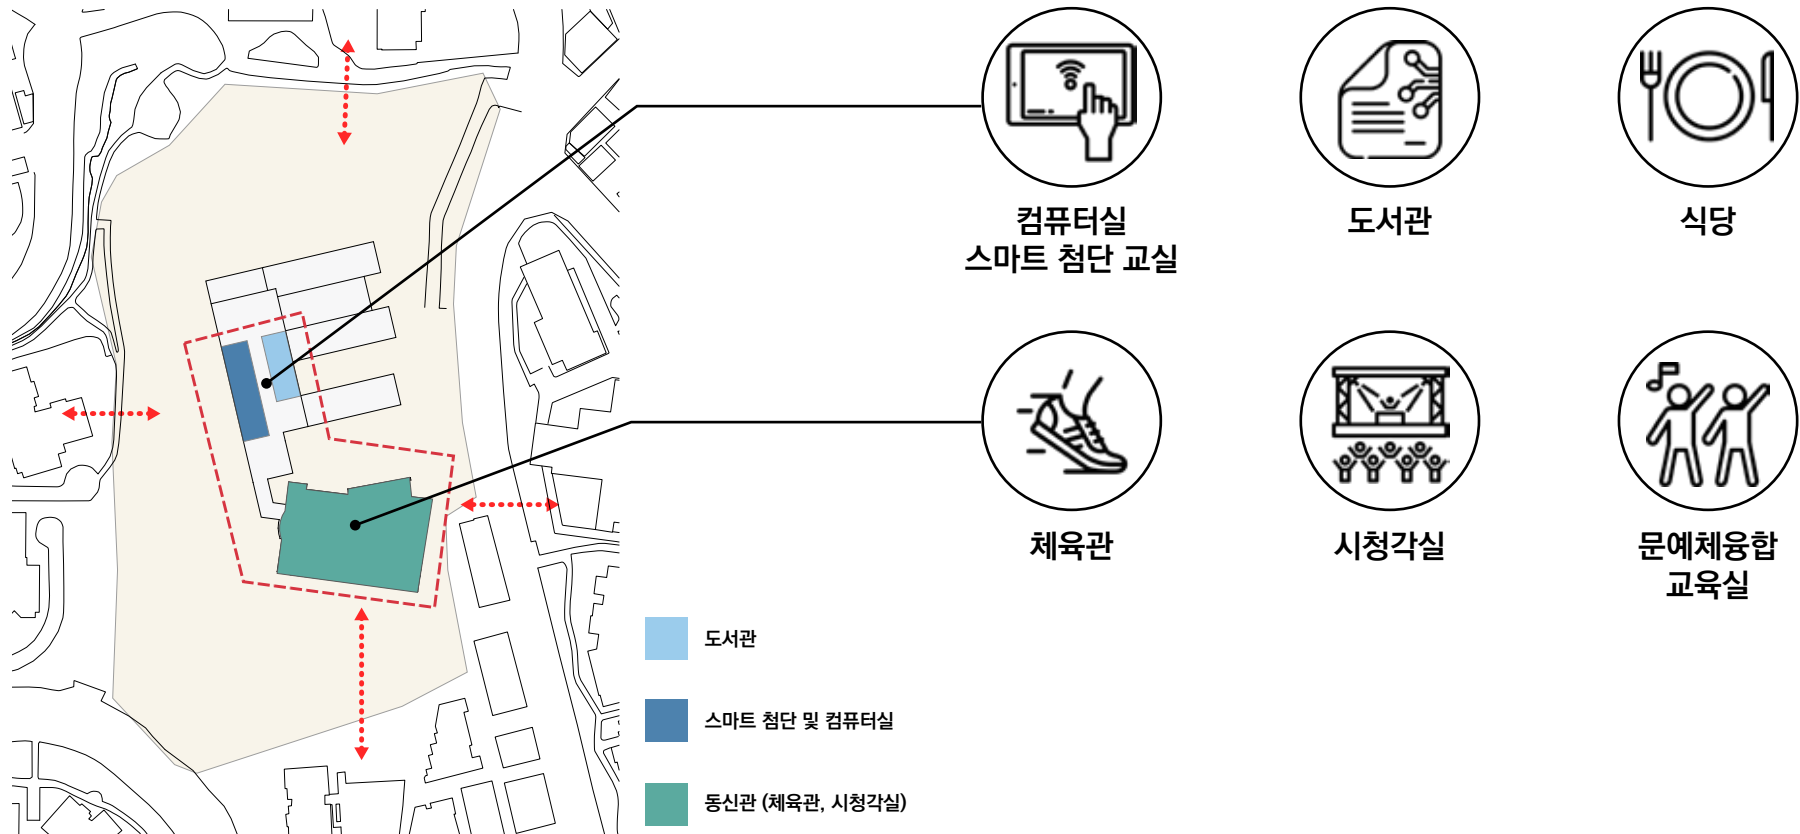 컴퓨터실
스마트 첨단 교실
도서관
식당
체육관
시청각실
문예체융합
교육실
도서관
스마트 첨단 및 컴퓨터실
동신관 (체육관, 시청각실)